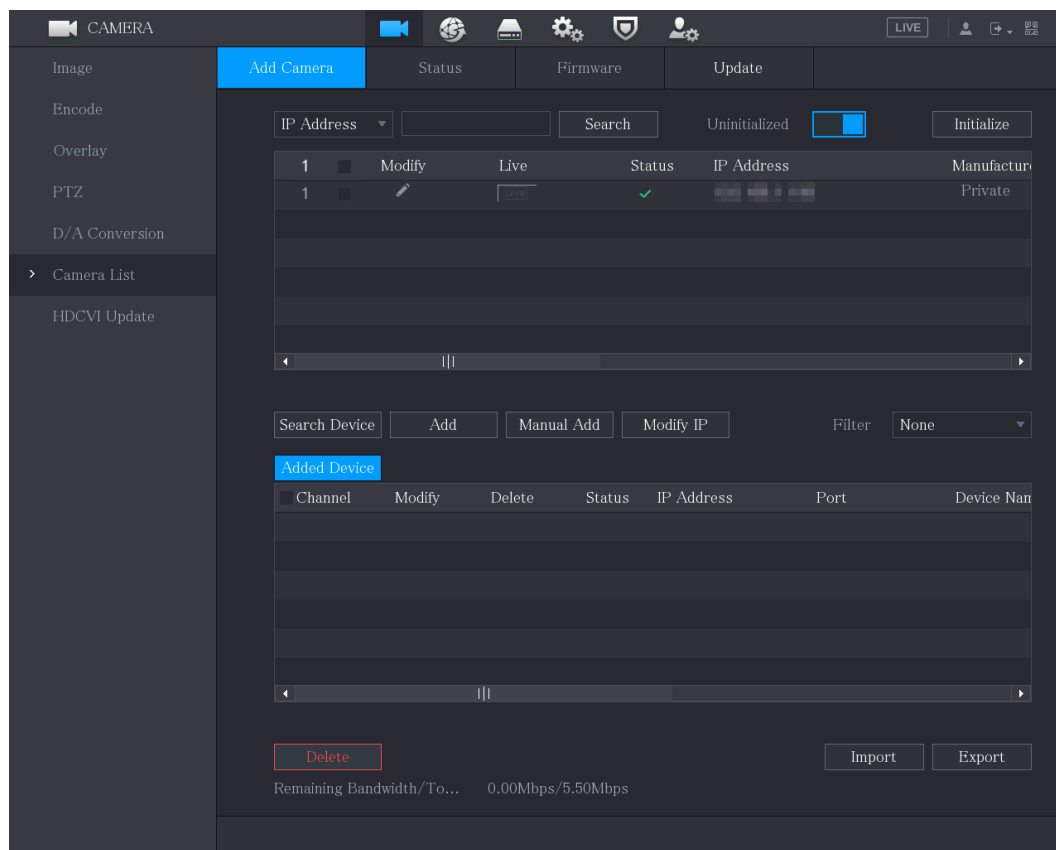 CAMERA LIVE
Image
Encode
Overlay
PTZ
D/A Conversion
Camera List
HDCVI Update
Add Camera Status Firmware Update
IP Address Search Uninitialized Initialize
1 Modify Live Status IP Address Manufactur
1 LIVE Private
Search Device Add Manual Add Modify IP Filter None
Added Device
Channel Modify Delete Status IP Address Port Device Nam
Delete Import Export
Remaining Bandwidth/To... 0.00Mbps/5.50Mbps